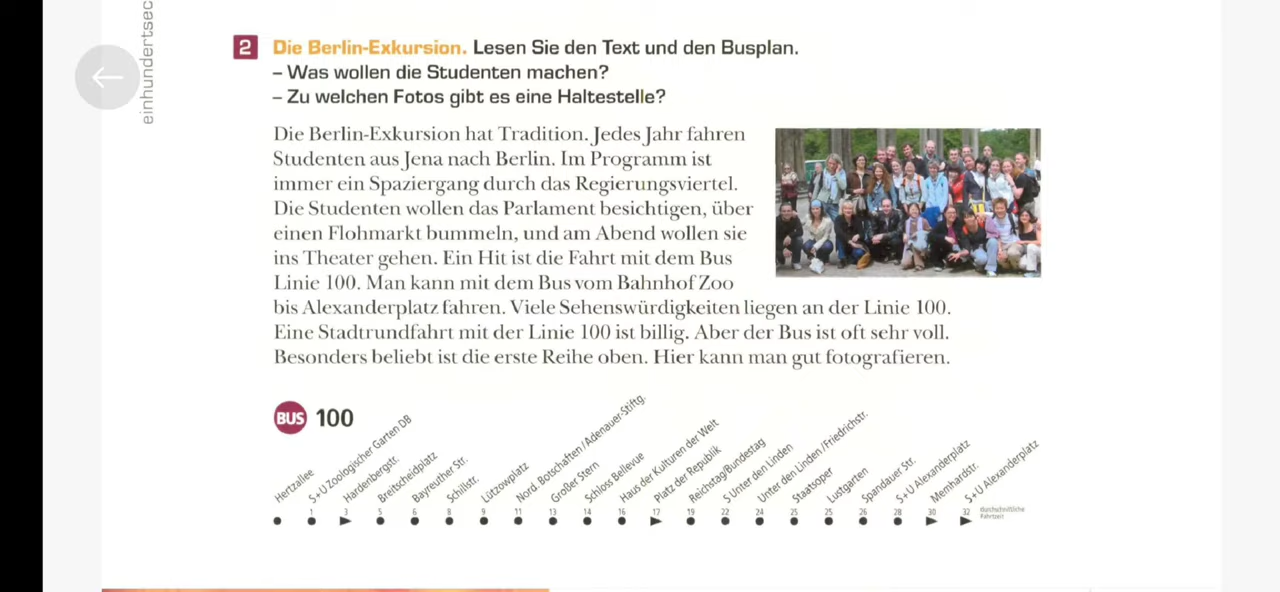 einhundertsec
2 Die Berlin-Exkursion. Lesen Sie den Text und den Busplan.
– Was wollen die Studenten machen?
– Zu welchen Fotos gibt es eine Haltestelle?
Die Berlin-Exkursion hat Tradition. Jedes Jahr fahren
Studenten aus Jena nach Berlin. Im Programm ist
immer ein Spaziergang durch das Regierungsviertel.
Die Studenten wollen das Parlament besichtigen, über
einen Flohmarkt bummeln, und am Abend wollen sie
ins Theater gehen. Ein Hit ist die Fahrt mit dem Bus
Linie 100. Man kann mit dem Bus vom Bahnhof Zoo
bis Alexanderplatz fahren. Viele Sehenswürdigkeiten liegen an der Linie 100.
Eine Stadtrundfahrt mit der Linie 100 ist billig. Aber der Bus ist oft sehr voll.
Besonders beliebt ist die erste Reihe oben. Hier kann man gut fotografieren.
BUS 100
Hertzallee
S+U Zoologischer Garten DB
Hardenbergstr.
Breitscheidplatz
Bayreuther Str.
Schillstr.
Lützowplatz
Nord. Botschaften/Adenauer-Stiftg.
Großer Stern
Schloss Bellevue
Haus der Kulturen der Welt
Platz der Republik
Reichstag/Bundestag
S Unter den Linden
Unter den Linden/Friedrichstr.
Staatsoper
Lustgarten
Spandauer Str.
S+U Alexanderplatz
Memhardstr.
S+U Alexanderplatz
1 3 5 6 8 9 11 13 14 16 17 19 22 24 25 25 26 28 30 32
durchschnittliche
Fahrtzeit